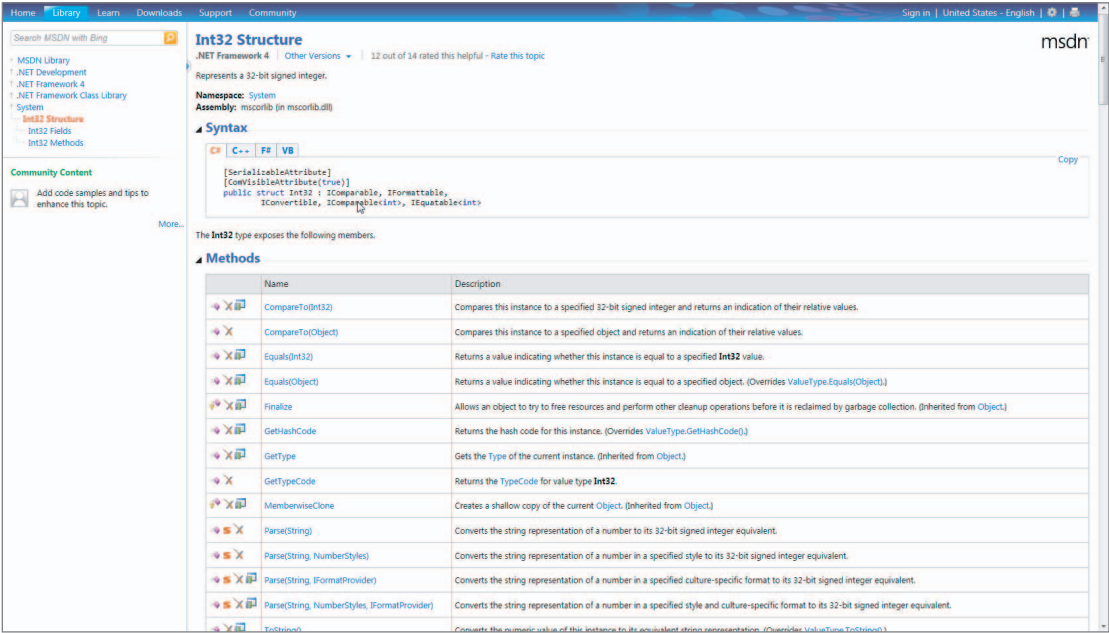 Home Library Learn Downloads Support Community Sign in | United States - English
Search MSDN with Bing
MSDN Library
.NET Development
.NET Framework 4
.NET Framework Class Library
System
Int32 Structure
Int32 Fields
Int32 Methods
Community Content
Add code samples and tips to
enhance this topic.
More...
msdn
Int32 Structure
.NET Framework 4 | Other Versions | 12 out of 14 rated this helpful - Rate this topic
Represents a 32-bit signed integer.
Namespace: System
Assembly: mscorlib (in mscorlib.dll)
Syntax
C# C++ F# VB
Copy
[SerializableAttribute]
[ComVisibleAttribute(true)]
public struct Int32 : IComparable, IFormattable,
IConvertible, IComparable<int>, IEquatable<int>
The Int32 type exposes the following members.
Methods
Name Description
CompareTo(Int32) Compares this instance to a specified 32-bit signed integer and returns an indication of their relative values.
CompareTo(Object) Compares this instance to a specified object and returns an indication of their relative values.
Equals(Int32) Returns a value indicating whether this instance is equal to a specified Int32 value.
Equals(Object) Returns a value indicating whether this instance is equal to a specified object. (Overrides ValueType.Equals(Object).)
Finalize Allows an object to try to free resources and perform other cleanup operations before it is reclaimed by garbage collection. (Inherited from Object.)
GetHashCode Returns the hash code for this instance. (Overrides ValueType.GetHashCode().)
GetType Gets the Type of the current instance. (Inherited from Object.)
GetTypeCode Returns the TypeCode for value type Int32.
MemberwiseClone Creates a shallow copy of the current Object. (Inherited from Object.)
Parse(String) Converts the string representation of a number to its 32-bit signed integer equivalent.
Parse(String, NumberStyles) Converts the string representation of a number in a specified style to its 32-bit signed integer equivalent.
Parse(String, IFormatProvider) Converts the string representation of a number in a specified culture-specific format to its 32-bit signed integer equivalent.
Parse(String, NumberStyles, IFormatProvider) Converts the string representation of a number in a specified style and culture-specific format to its 32-bit signed integer equivalent.
ToString() Converts the numeric value of this instance to its equivalent string representation. (Overrides ValueType.ToString().)